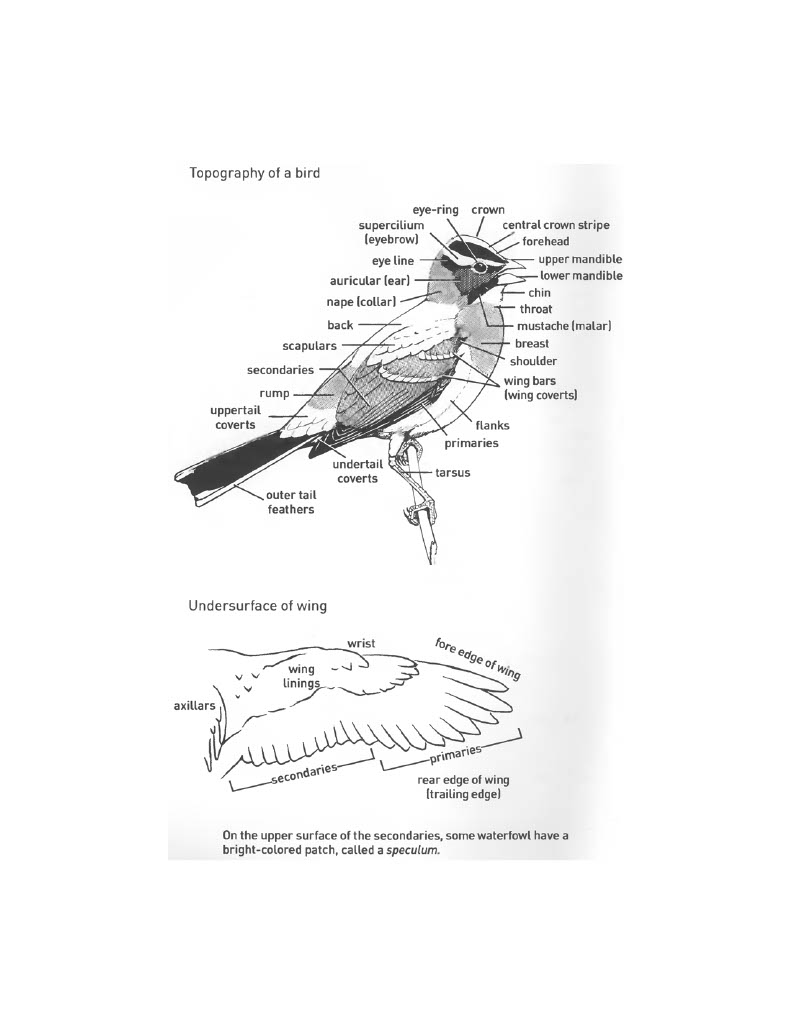 Topography of a bird
eye-ring
crown
supercilium
(eyebrow)
central crown stripe
forehead
eye line
upper mandible
lower mandible
auricular (ear)
chin
nape (collar)
throat
back
mustache (malar)
scapulars
breast
shoulder
secondaries
wing bars
(wing coverts)
rump
uppertail
coverts
flanks
primaries
undertail
coverts
tarsus
outer tail
feathers
Undersurface of wing
wrist
fore edge of wing
wing
linings
axillars
secondaries
primaries
rear edge of wing
(trailing edge)
On the upper surface of the secondaries, some waterfowl have a
bright-colored patch, called a speculum.